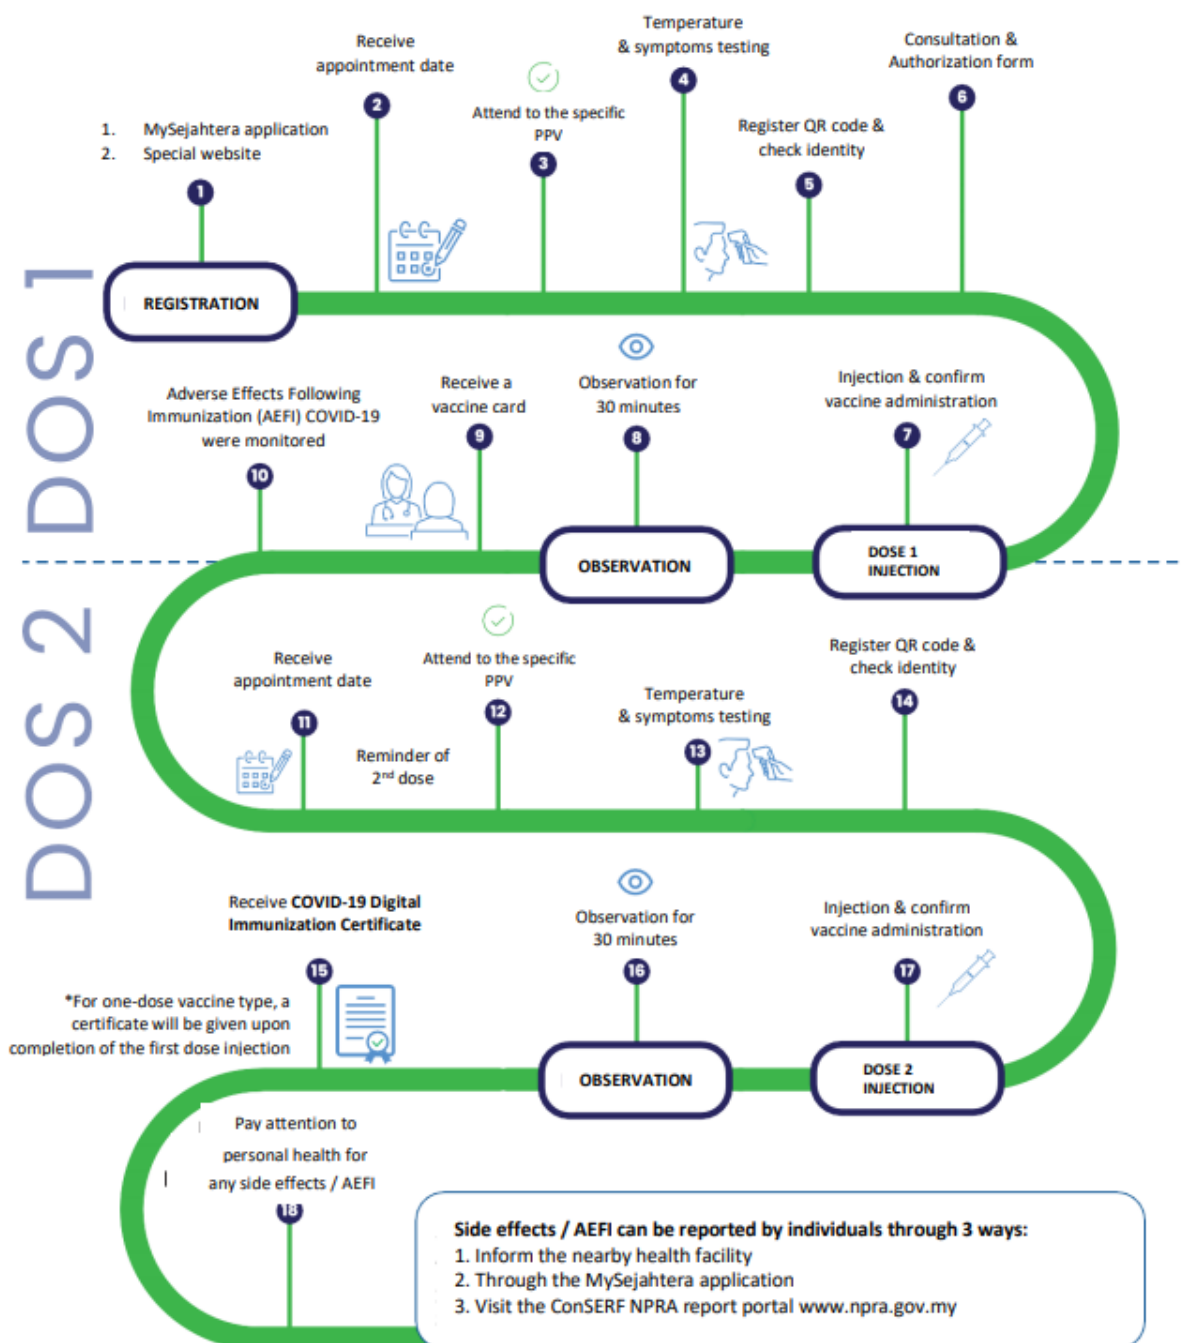 DOS 1
1. MySejahtera application
2. Special website
1
REGISTRATION
Receive
appointment date
2
Attend to the specific
PPV
3
Temperature
& symptoms testing
4
Register QR code &
check identity
5
Consultation &
Authorization form
6
Injection & confirm
vaccine administration
7
DOSE 1
INJECTION
Observation for
30 minutes
8
OBSERVATION
Receive a
vaccine card
9
Adverse Effects Following
Immunization (AEFI) COVID-19
were monitored
10
DOS 2
Receive
appointment date
11
Reminder of
2nd dose
Attend to the specific
PPV
12
Temperature
& symptoms testing
13
Register QR code &
check identity
14
Injection & confirm
vaccine administration
17
DOSE 2
INJECTION
Observation for
30 minutes
16
OBSERVATION
Receive COVID-19 Digital
Immunization Certificate
15
*For one-dose vaccine type, a
certificate will be given upon
completion of the first dose injection
Pay attention to
personal health for
any side effects / AEFI
18
Side effects / AEFI can be reported by individuals through 3 ways:
1. Inform the nearby health facility
2. Through the MySejahtera application
3. Visit the ConSERF NPRA report portal www.npra.gov.my